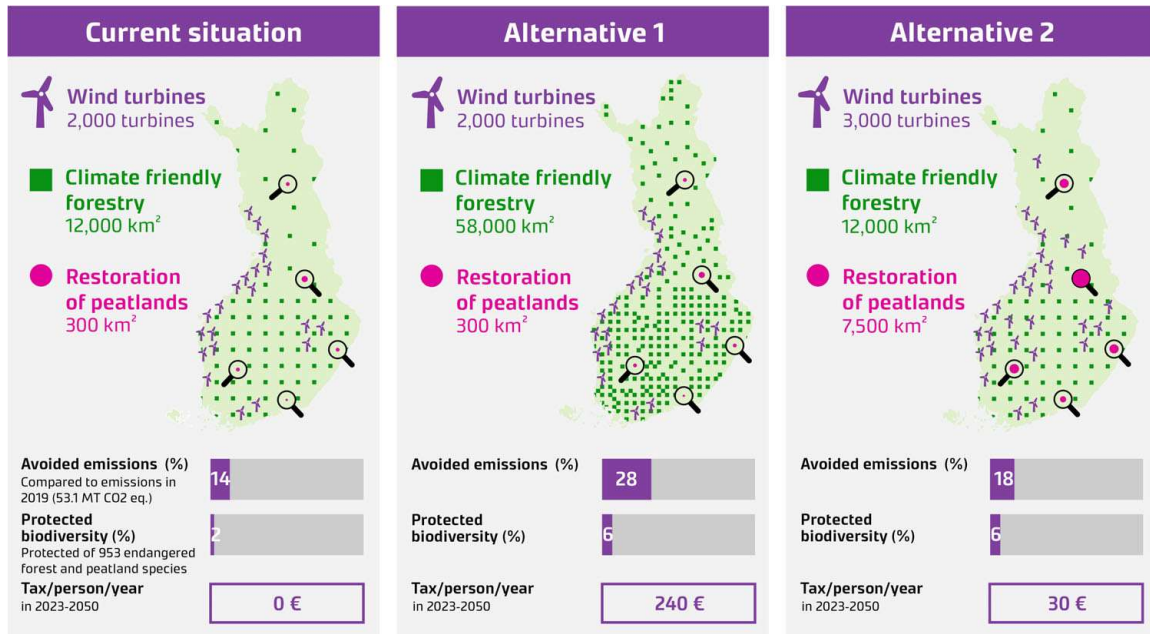 Current situation
Wind turbines
2,000 turbines
Climate friendly
forestry
12,000 km²
Restoration
of peatlands
300 km²
Avoided emissions (%)
Compared to emissions in
2019 (53.1 MT CO2 eq.)
14
Protected
biodiversity (%)
Protected of 953 endangered
forest and peatland species
2
Tax/person/year
in 2023-2050
0 €
Alternative 1
Wind turbines
2,000 turbines
Climate friendly
forestry
58,000 km²
Restoration
of peatlands
300 km²
Avoided emissions (%)
28
Protected
biodiversity (%)
6
Tax/person/year
in 2023-2050
240 €
Alternative 2
Wind turbines
3,000 turbines
Climate friendly
forestry
12,000 km²
Restoration
of peatlands
7,500 km²
Avoided emissions (%)
18
Protected
biodiversity (%)
6
Tax/person/year
in 2023-2050
30 €